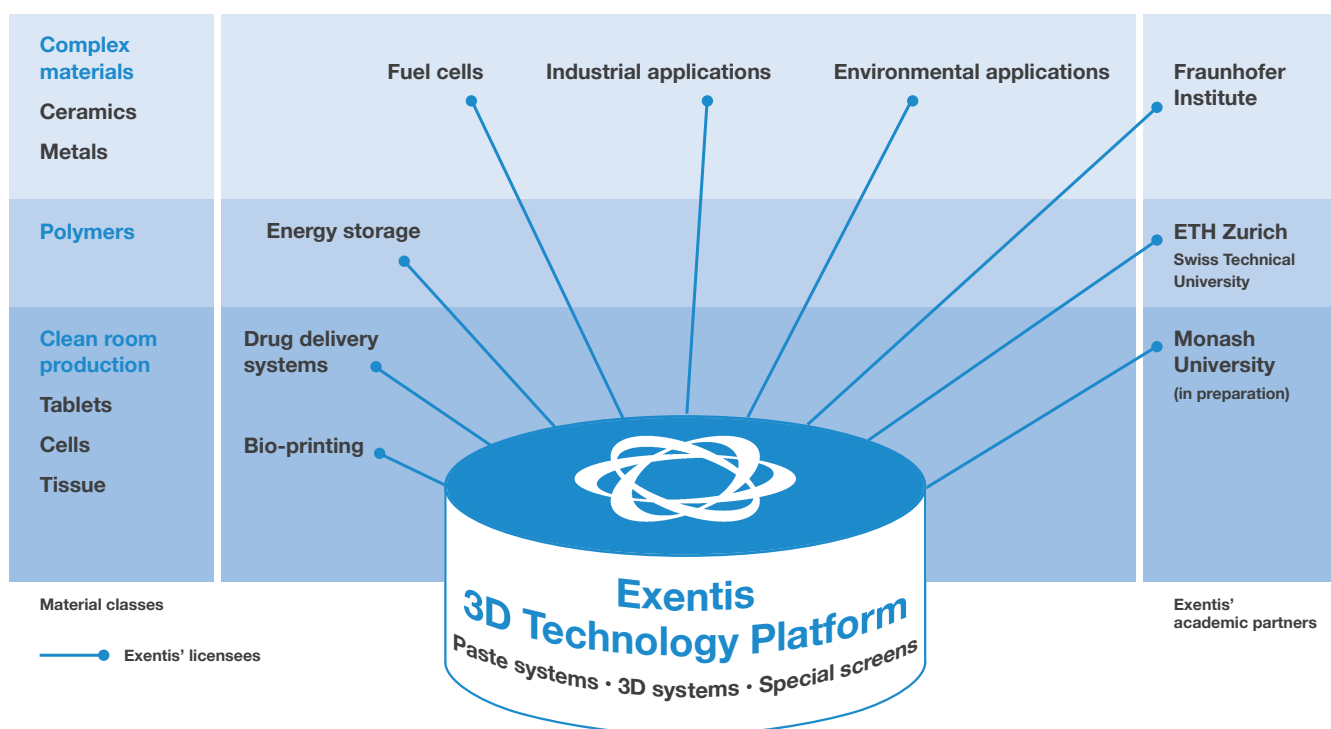 Complex
materials
Ceramics
Metals
Fuel cells
Industrial applications
Environmental applications
Fraunhofer
Institute
Polymers
Energy storage
ETH Zurich
Swiss Technical
University
Clean room
production
Tablets
Cells
Tissue
Drug delivery
systems
Bio-printing
Monash
University
(in preparation)
Exentis
3D Technology Platform
Paste systems · 3D systems · Special screens
Material classes
Exentis' licensees
Exentis'
academic partners